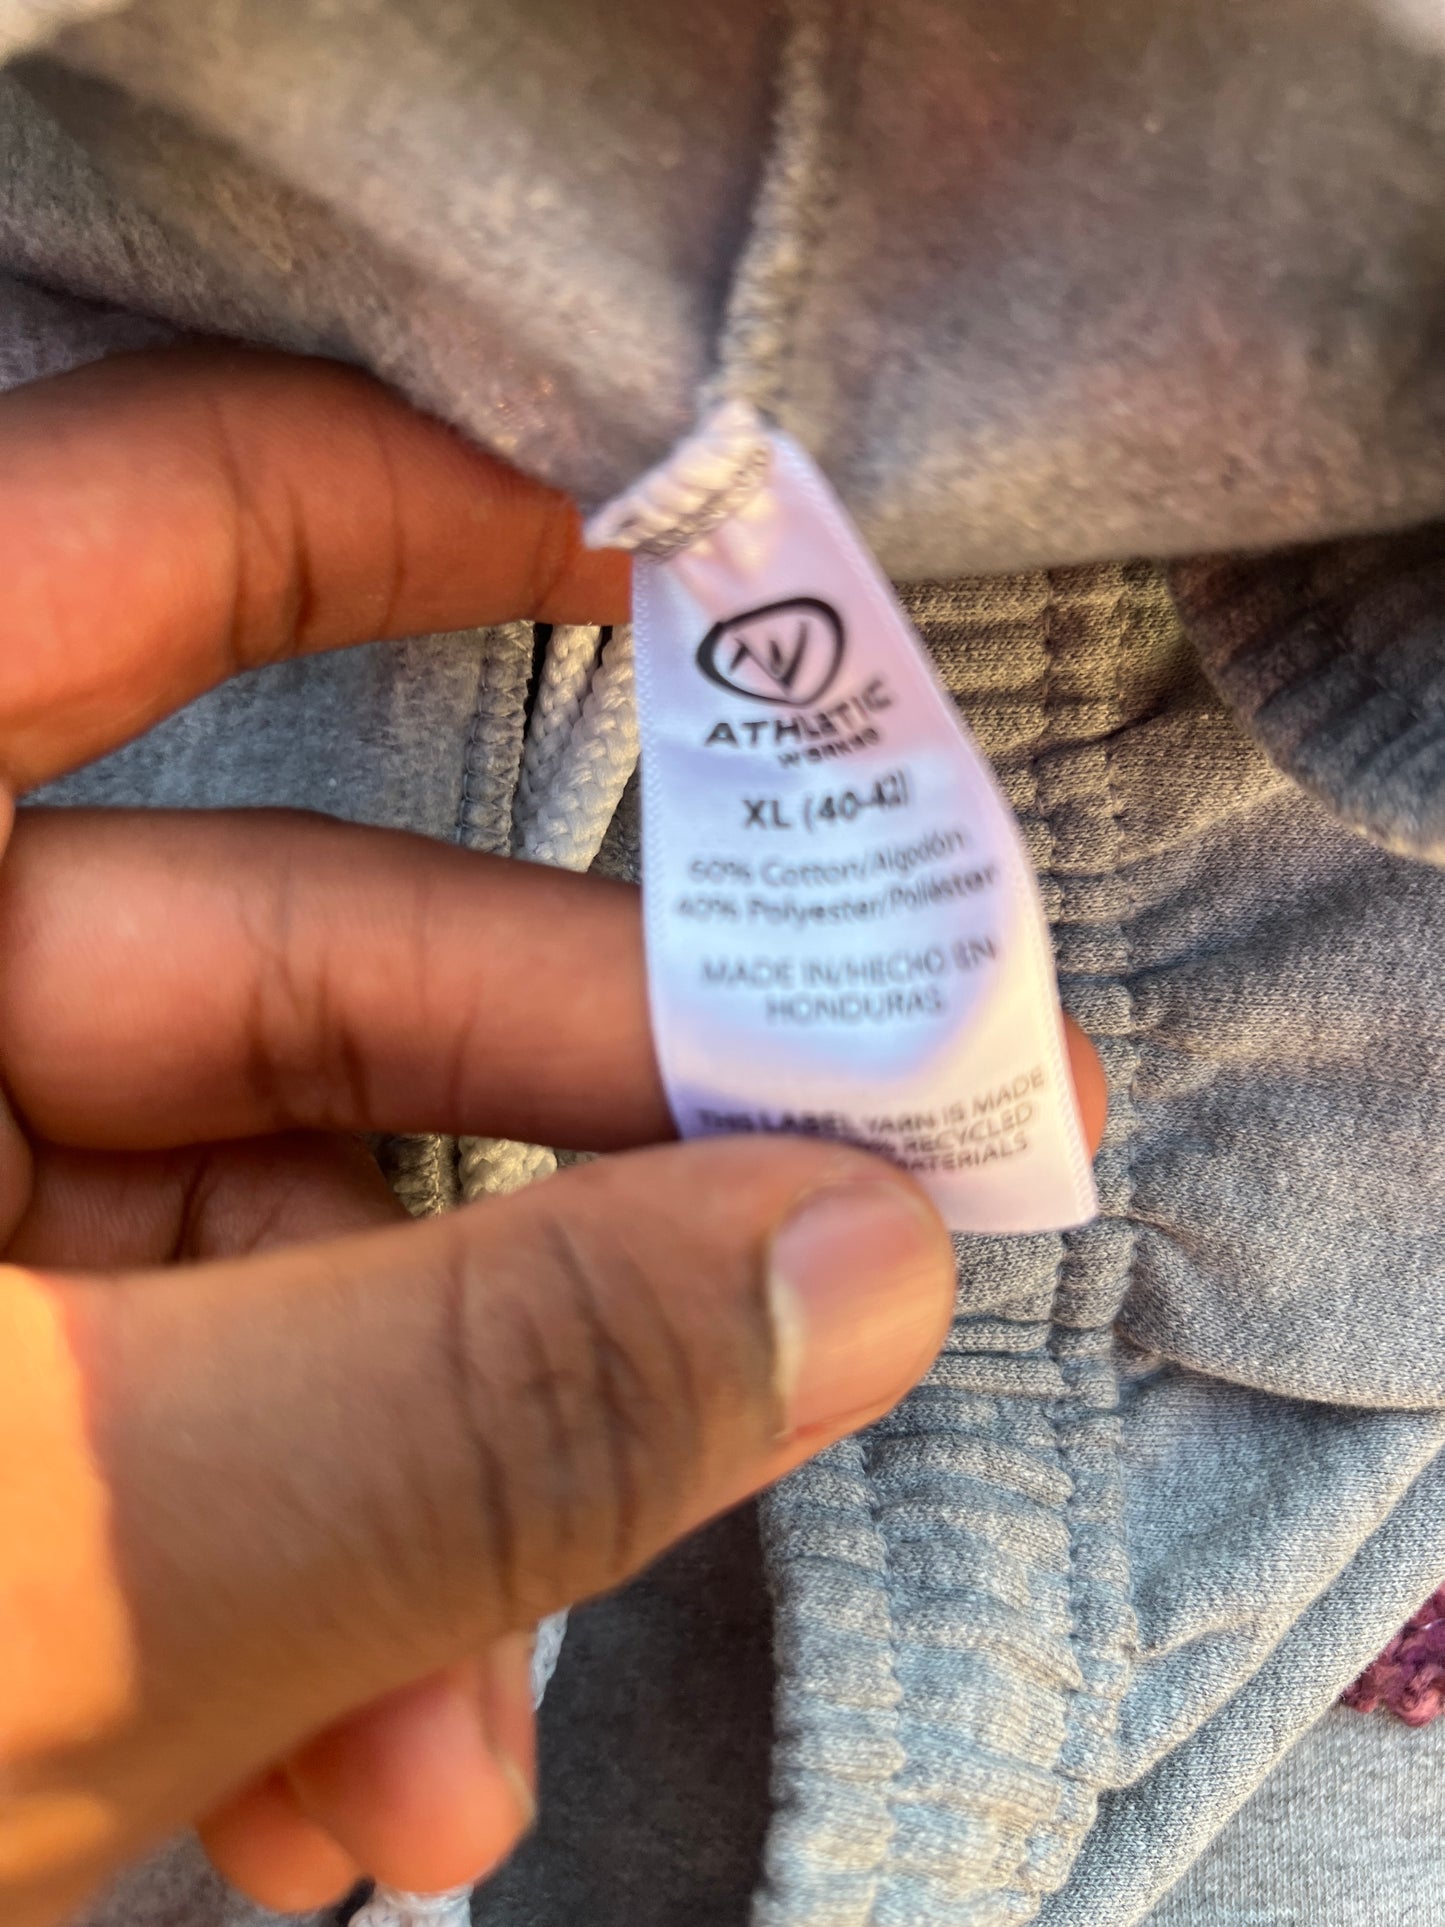 AW
ATHLETIC
WORKS®
XL (40-42)
60% Cotton/Algodón
40% Polyester/Poliéster
MADE IN/HECHO EN
HONDURAS
THIS LABEL YARN IS MADE
RECYCLED
MATERIALS